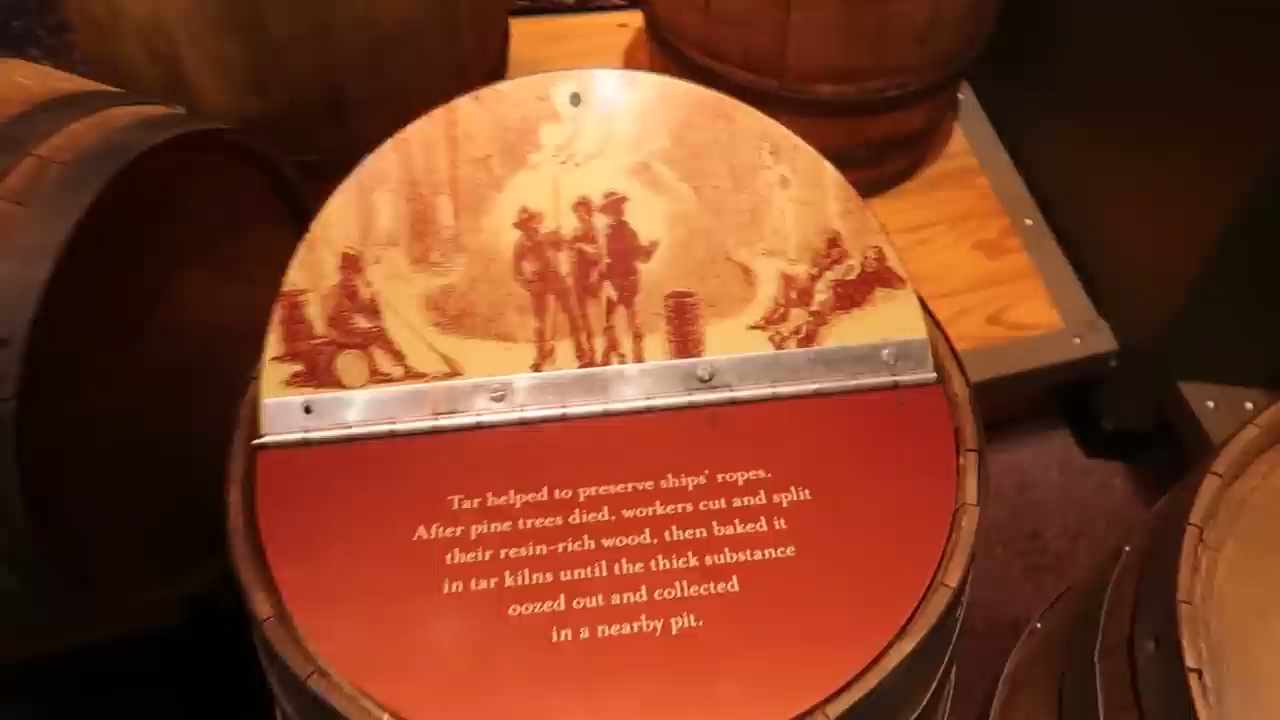 Tar helped to preserve ships' ropes.
After pine trees died, workers cut and split
their resin-rich wood, then baked it
in tar kilns until the thick substance
oozed out and collected
in a nearby pit.